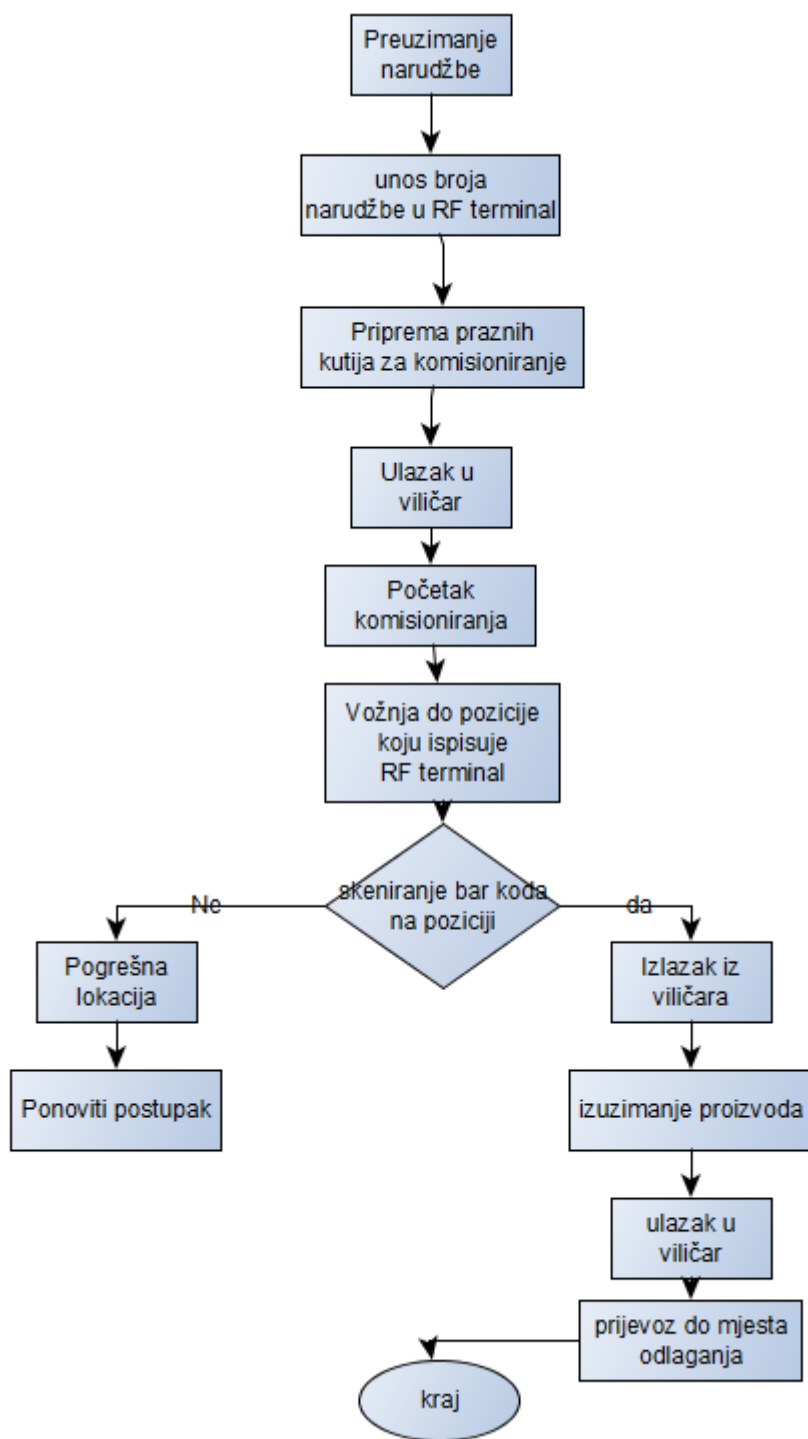 Preuzimanje
narudžbe
unos broja
narudžbe u RF terminal
Priprema praznih
kutija za komisioniranje
Ulazak u
viličar
Početak
komisioniranja
Vožnja do pozicije
koju ispisuje
RF terminal
skeniranje bar koda
na poziciji
Ne
da
Pogrešna
lokacija
Ponoviti postupak
Izlazak iz
viličara
izuzimanje proizvoda
ulazak u
viličar
prijevoz do mjesta
odlaganja
kraj